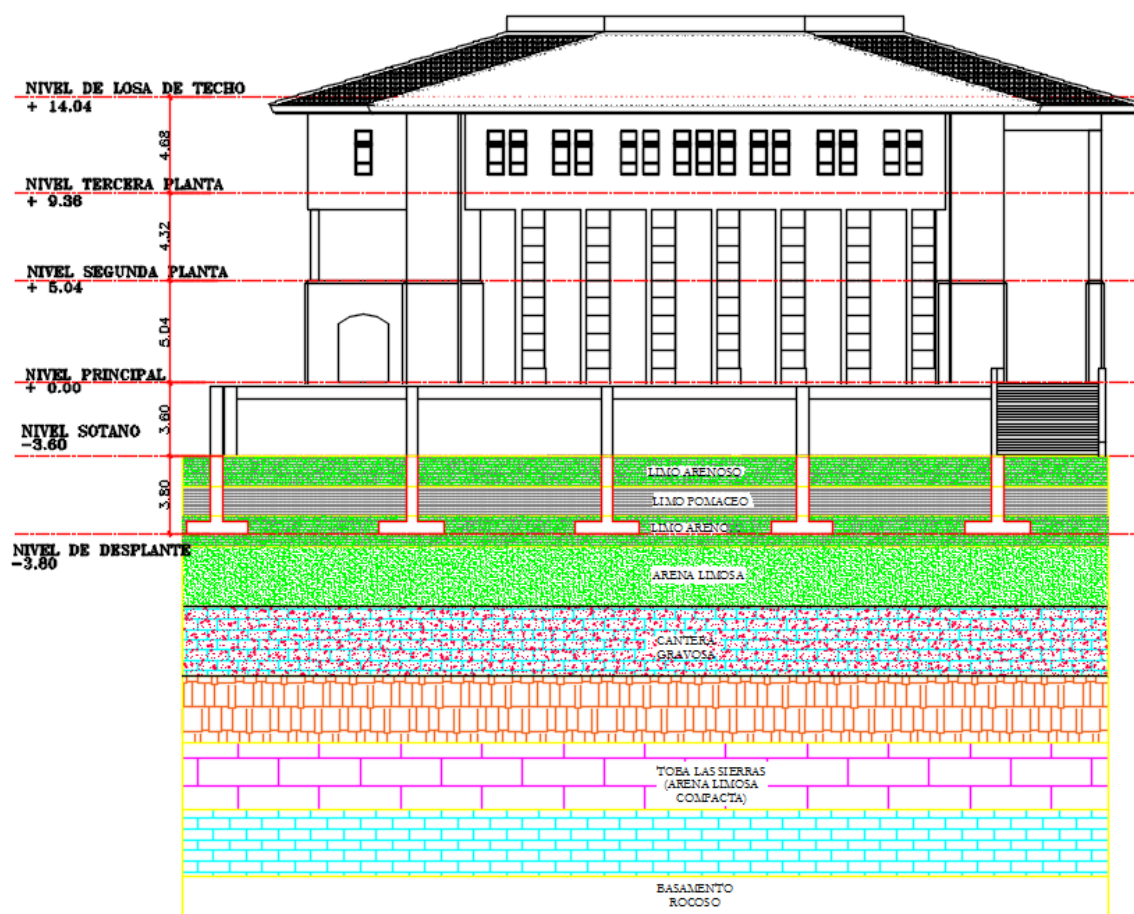 NIVEL DE LOSA DE TECHO
+ 14.04
4.68
NIVEL TERCERA PLANTA
+ 9.36
4.32
NIVEL SEGUNDA PLANTA
+ 5.04
5.04
NIVEL PRINCIPAL
+ 0.00
3.60
NIVEL SOTANO
-3.60
LIMO ARENOSO
3.80
LIMO POMACEO
LIMO ARENO...
NIVEL DE DESPLANTE
-3.80
ARENA LIMOSA
CANTERA
GRAVOSA
TOBA LAS SIERRAS
(ARENA LIMOSA
COMPACTA)
BASAMENTO
ROCOSO